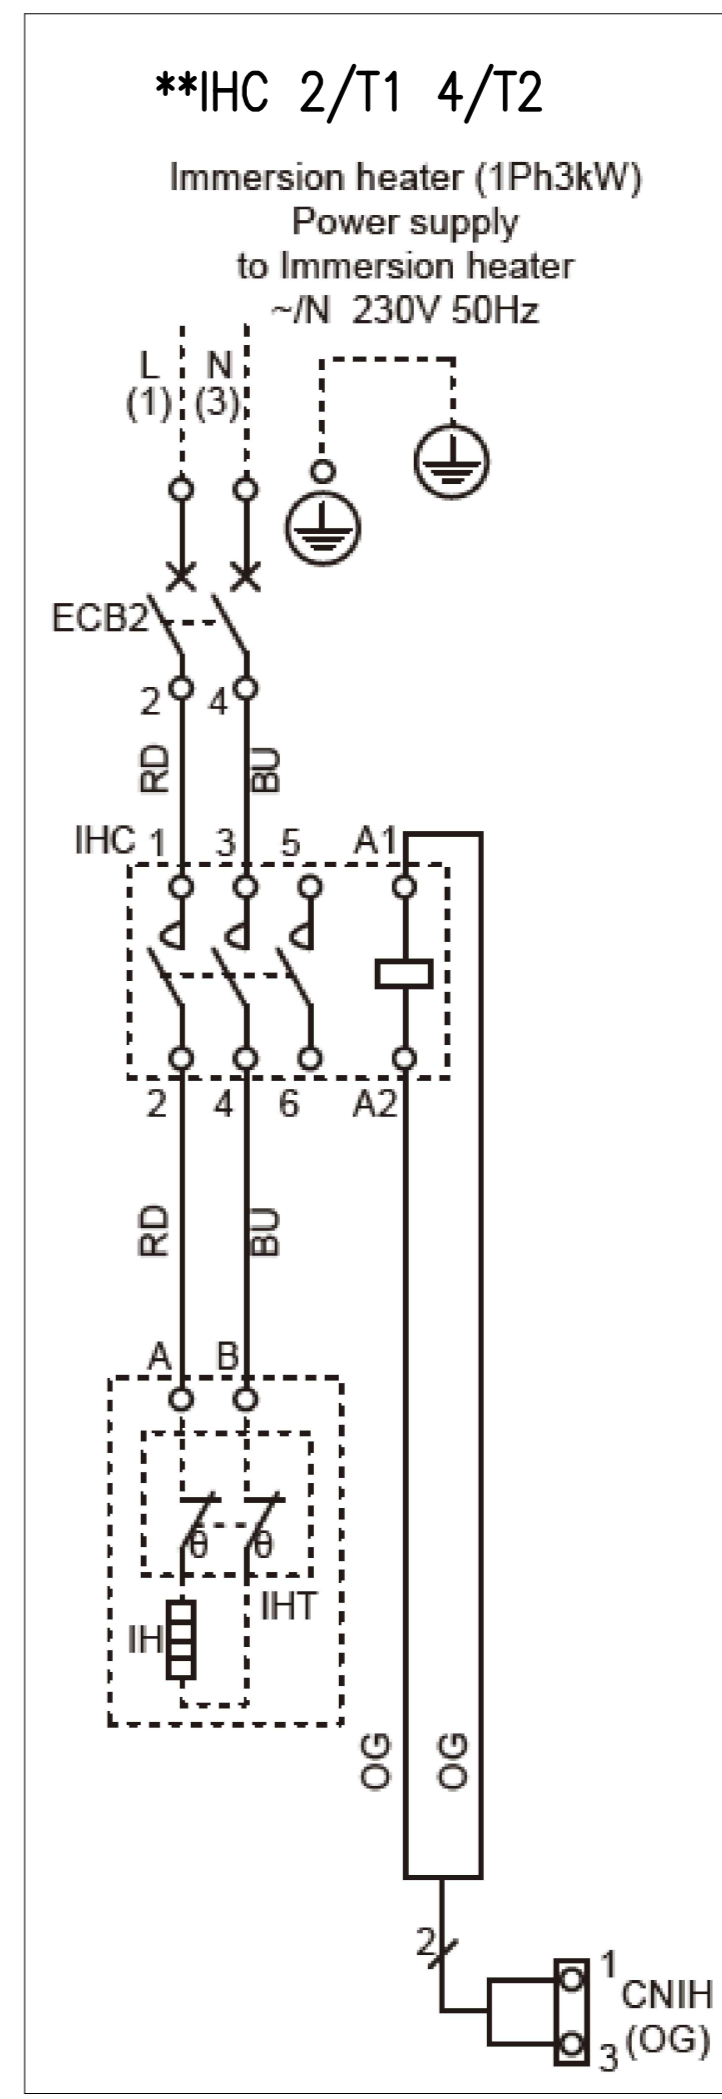 **IHC 2/T1 4/T2
Immersion heater (1Ph3kW)
Power supply
to Immersion heater
~/N 230V 50Hz
L N
(1) (3)
ECB2
2 4
RD BU
IHC 1 3 5 A1
2 4 6 A2
RD BU
A B
θ θ
IHT
IH
OG OG
2
1
CNIH
(OG)
3